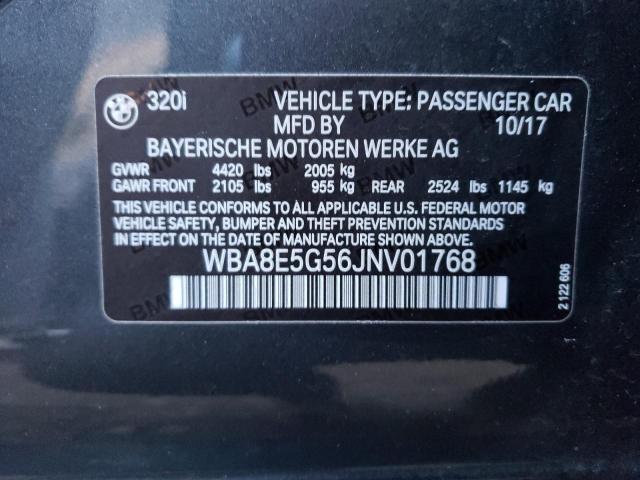 320i VEHICLE TYPE: PASSENGER CAR
MFD BY 10/17
BAYERISCHE MOTOREN WERKE AG
GVWR 4420 lbs 2005 kg
GAWR FRONT 2105 lbs 955 kg REAR 2524 lbs 1145 kg
THIS VEHICLE CONFORMS TO ALL APPLICABLE U.S. FEDERAL MOTOR
VEHICLE SAFETY, BUMPER AND THEFT PREVENTION STANDARDS
IN EFFECT ON THE DATE OF MANUFACTURE SHOWN ABOVE.
WBA8E5G56JNV01768
2 122 606